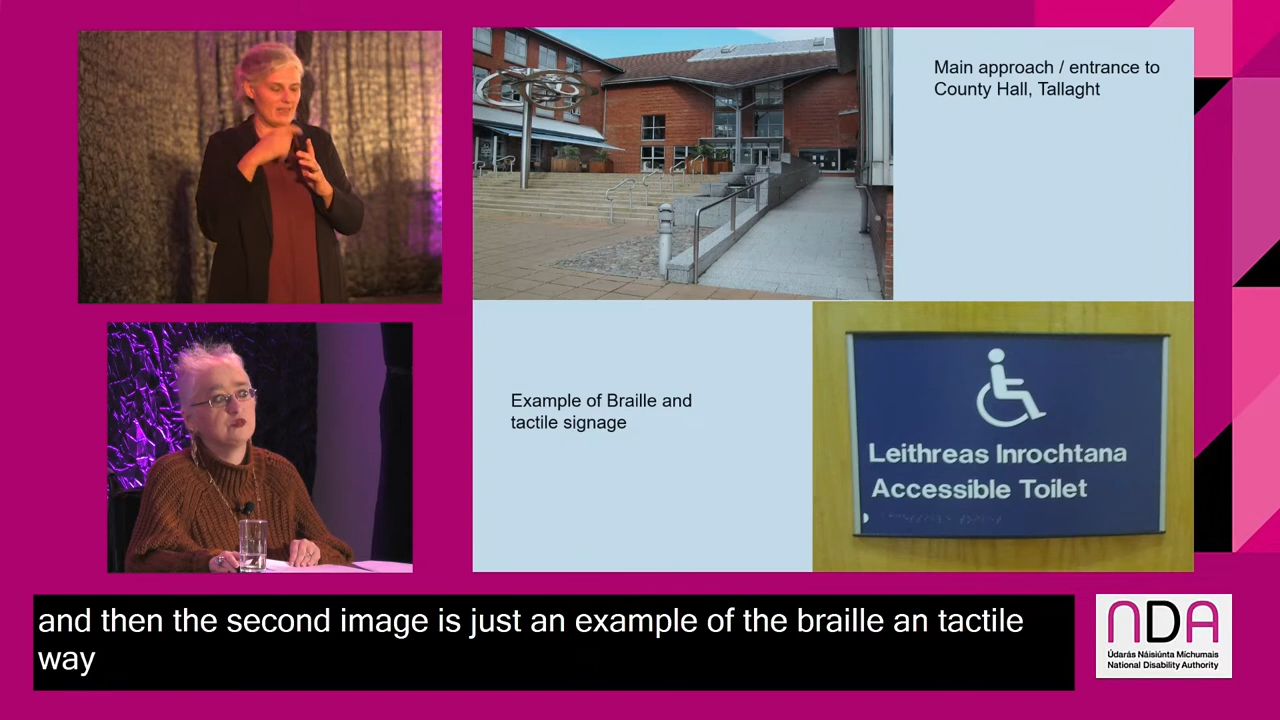 Main approach / entrance to
County Hall, Tallaght
Example of Braille and
tactile signage
Leithreas Inrochtana
Accessible Toilet
and then the second image is just an example of the braille an tactile
way
NDA
Údarás Náisiúnta Míchumais
National Disability Authority